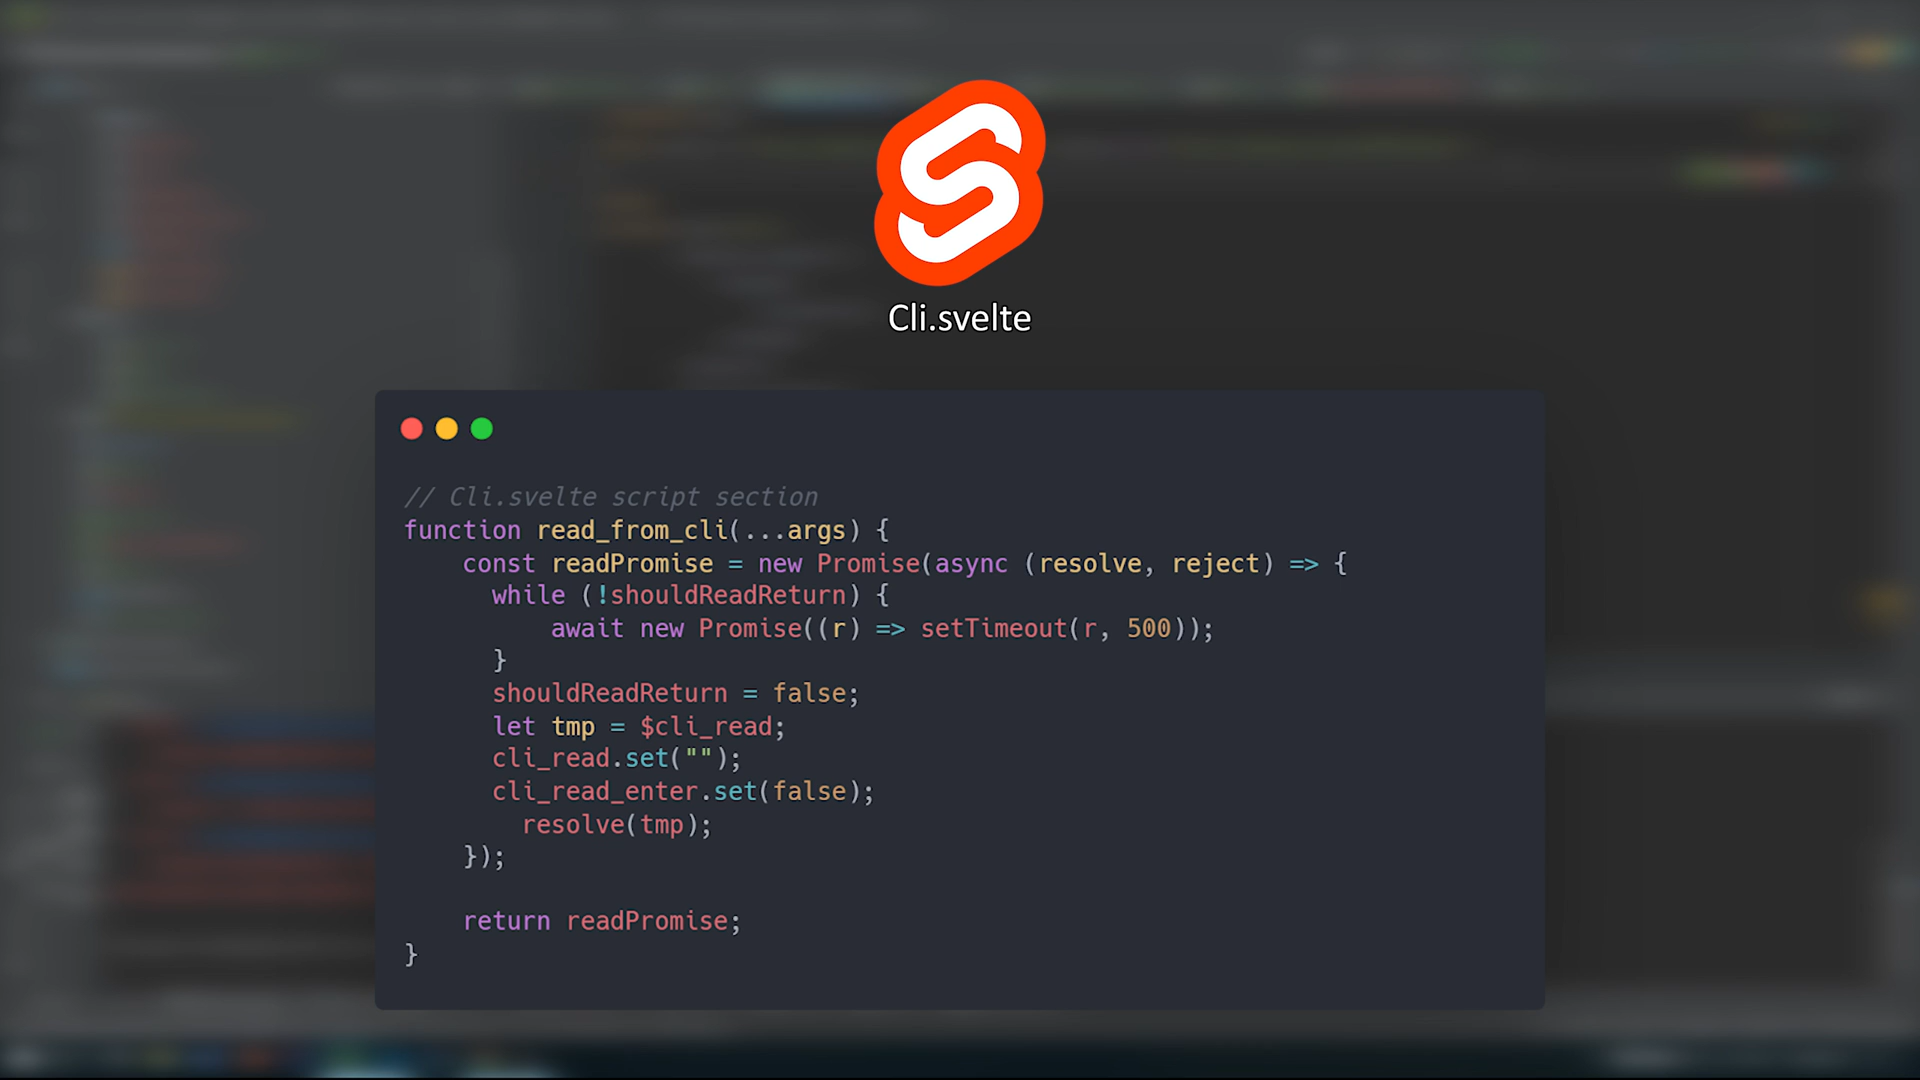 Cli.svelte
// Cli.svelte script section
function read_from_cli(...args) {
    const readPromise = new Promise(async (resolve, reject) => {
      while (!shouldReadReturn) {
          await new Promise((r) => setTimeout(r, 500));
      }
      shouldReadReturn = false;
      let tmp = $cli_read;
      cli_read.set("");
      cli_read_enter.set(false);
        resolve(tmp);
    });
    return readPromise;
}